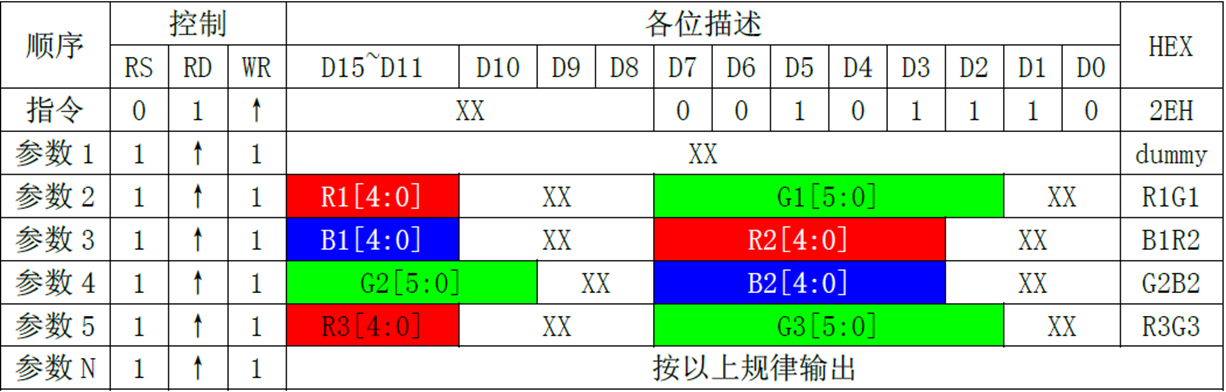 顺序 控制 各位描述 HEX
RS RD WR D15~D11 D10 D9 D8 D7 D6 D5 D4 D3 D2 D1 D0
指令 0 1 ↑ XX 0 0 1 0 1 1 1 0 2EH
参数1 1 ↑ 1 XX dummy
参数2 1 ↑ 1 R1[4:0] XX G1[5:0] XX R1G1
参数3 1 ↑ 1 B1[4:0] XX R2[4:0] XX B1R2
参数4 1 ↑ 1 G2[5:0] XX B2[4:0] XX G2B2
参数5 1 ↑ 1 R3[4:0] XX G3[5:0] XX R3G3
参数N 1 ↑ 1 按以上规律输出